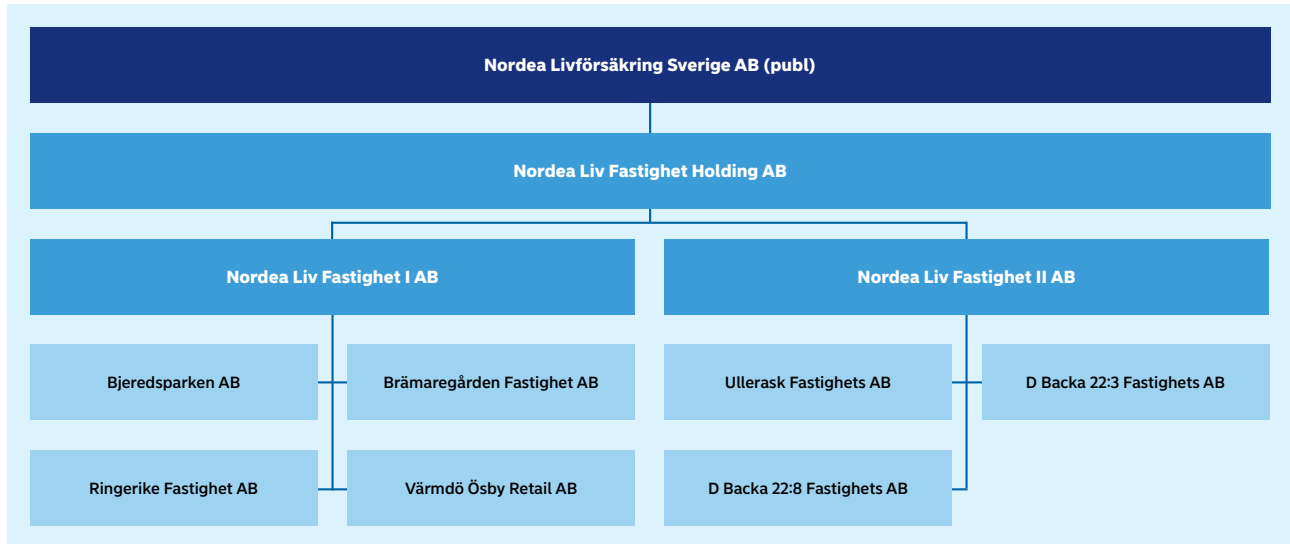 Nordea Livförsäkring Sverige AB (publ)
Nordea Liv Fastighet Holding AB
Nordea Liv Fastighet I AB
Nordea Liv Fastighet II AB
Bjeredsparken AB
Brämaregården Fastighet AB
Ullerask Fastighets AB
D Backa 22:3 Fastighets AB
Ringerike Fastighet AB
Värmdö Ösby Retail AB
D Backa 22:8 Fastighets AB